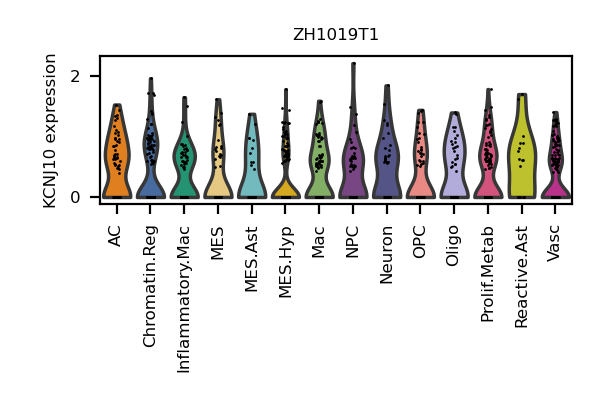 ZH1019T1
KCNJ10 expression
2
0
AC
Chromatin.Reg
Inflammatory.Mac
MES
MES.Ast
MES.Hyp
Mac
NPC
Neuron
OPC
Oligo
Prolif.Metab
Reactive.Ast
Vasc